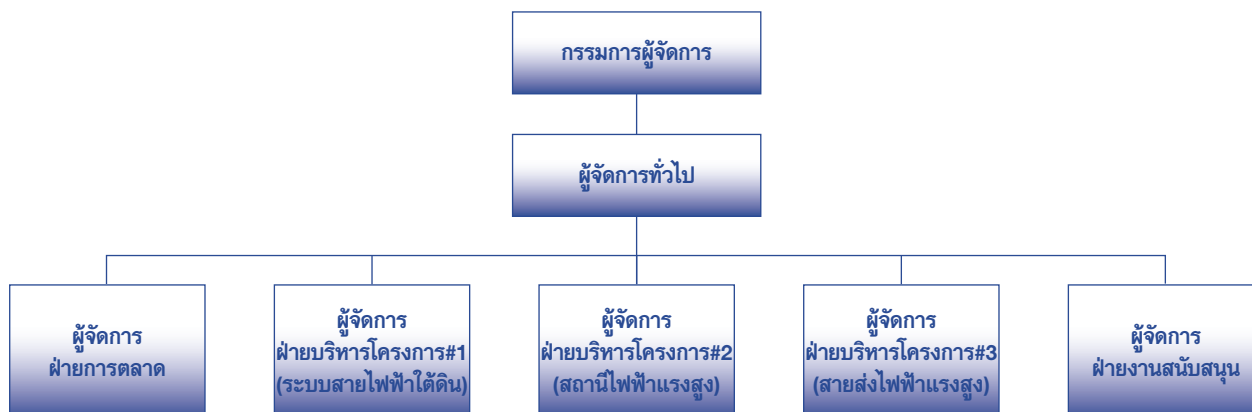 กรรมการผู้จัดการ
ผู้จัดการทั่วไป
ผู้จัดการ
ฝ่ายการตลาด
ผู้จัดการ
ฝ่ายบริหารโครงการ#1
(ระบบสายไฟฟ้าใต้ดิน)
ผู้จัดการ
ฝ่ายบริหารโครงการ#2
(สถานีไฟฟ้าแรงสูง)
ผู้จัดการ
ฝ่ายบริหารโครงการ#3
(สายส่งไฟฟ้าแรงสูง)
ผู้จัดการ
ฝ่ายงานสนับสนุน